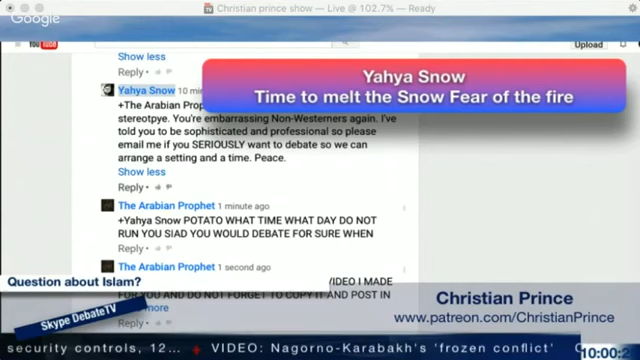 Christian prince show — Live @ 102.7% — Ready
Google
YouTube
Upload
Show less
Reply
Yahya Snow
Time to melt the Snow Fear of the fire
Yahya Snow 10
+The Arabian
stereotpye. You're embarrassing Non-Westerners again. I've
told you to be sophisticated and professional so please
email me if you SERIOUSLY want to debate so we can
arrange a setting and a time. Peace.
Show less
Reply
The Arabian Prophet 1 minute ago
+Yahya Snow POTATO WHAT TIME WHAT DAY DO NOT
RUN YOU SIAD YOU WOULD DEBATE FOR SURE WHEN
Reply
The Arabian Prophet 1 second ago
VIDEO I MADE
FOR YOU AND DO NOT FORGET TO COPY IT AND POST IN
Reply
Question about Islam?
Skype DebateTV
Christian Prince
www.patreon.com/ChristianPrince
security controls, 12... VIDEO: Nagorno-Karabakh's 'frozen conflict'
10:00:2